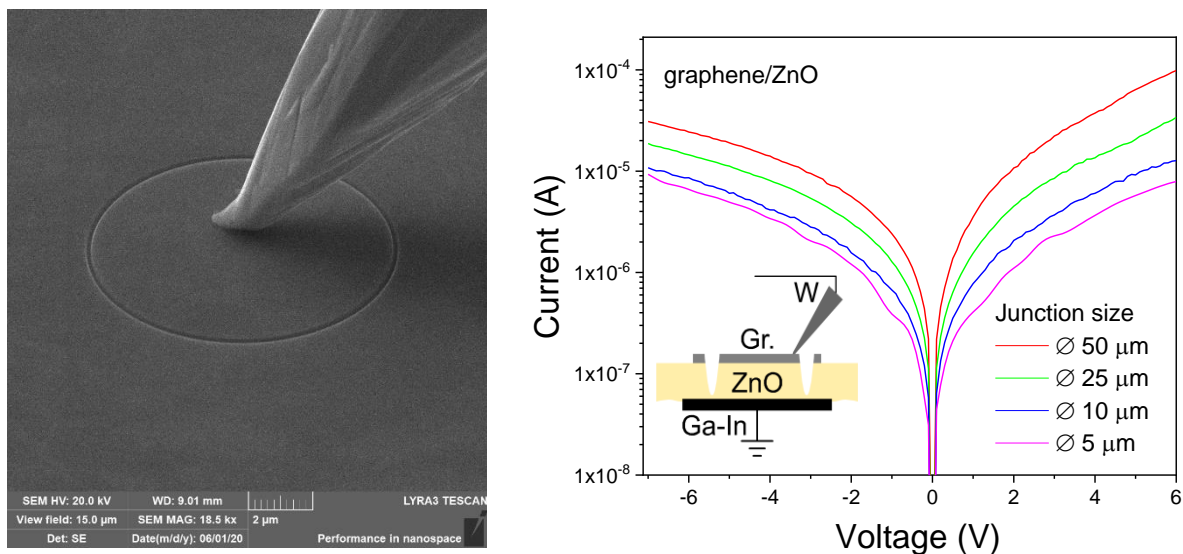 SEM HV: 20.0 kV
WD: 9.01 mm
LYRA3 TESCAN
View field: 15.0 µm
SEM MAG: 18.5 kx
2 µm
Det: SE
Date(m/d/y): 06/01/20
Performance in nanospace
graphene/ZnO
Current (A)
1x10⁻⁴
1x10⁻⁵
1x10⁻⁶
1x10⁻⁷
1x10⁻⁸
W
Gr.
ZnO
Ga-In
Junction size
∅ 50 µm
∅ 25 µm
∅ 10 µm
∅ 5 µm
-6 -4 -2 0 2 4 6
Voltage (V)